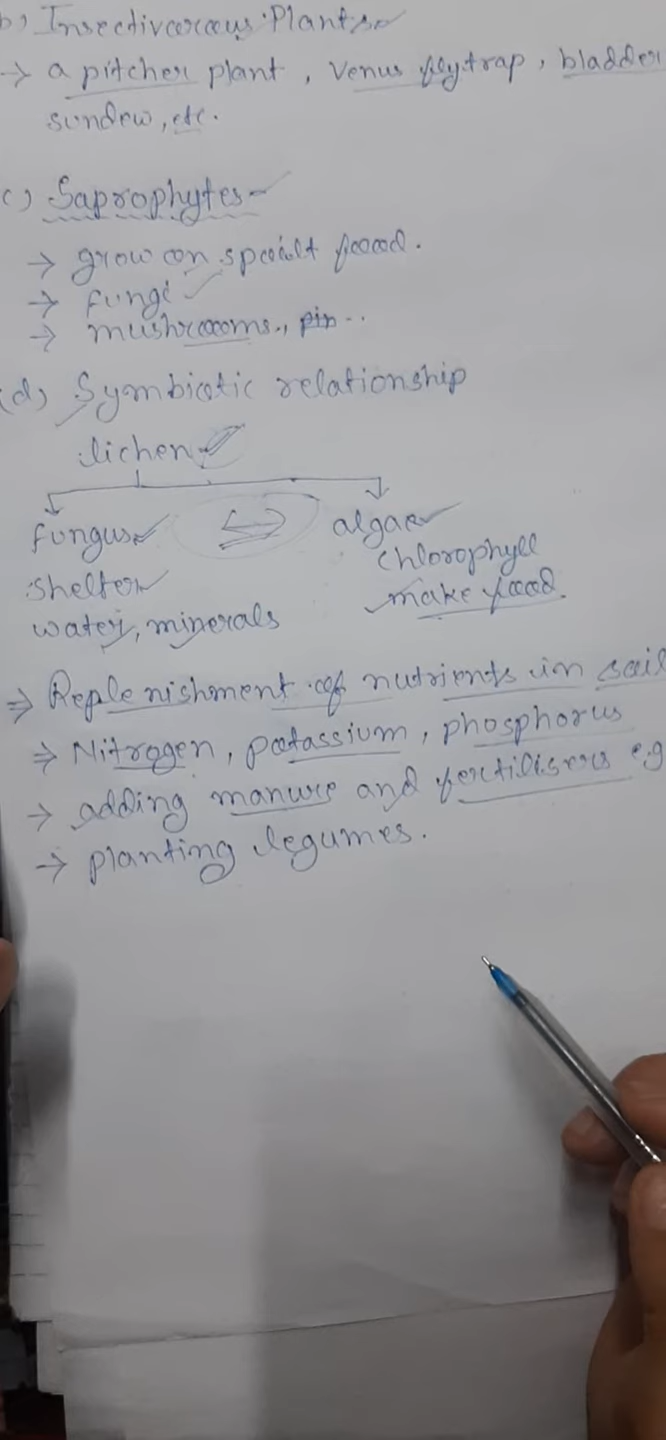 b) Insectivorous Plants
→ a pitcher plant, Venus flytrap, bladder
sundew, etc.
c) Saprophytes -
→ grow on spoilt food.
→ fungi
→ mushrooms., pin..
(d) Symbiotic relationship
lichen
fungus ⇔ algae
chlorophyll
shelter
make food.
water, minerals
⇒ Replenishment of nutrients in soil
⇒ Nitrogen, potassium, phosphorus
→ adding manure and fertilisers e.g
→ planting legumes.